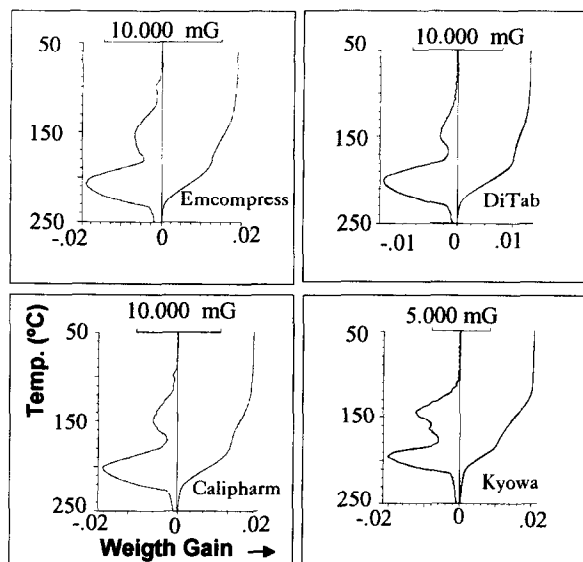 10.000 mG
50
150
250
Emcompress
-.02 0 .02
10.000 mG
50
150
250
DiTab
-.01 0 .01
10.000 mG
50
150
250
Temp. (ºC)
Calipharm
-.02 0 .02
Weigth Gain →
5.000 mG
50
150
250
Kyowa
-.02 0 .02